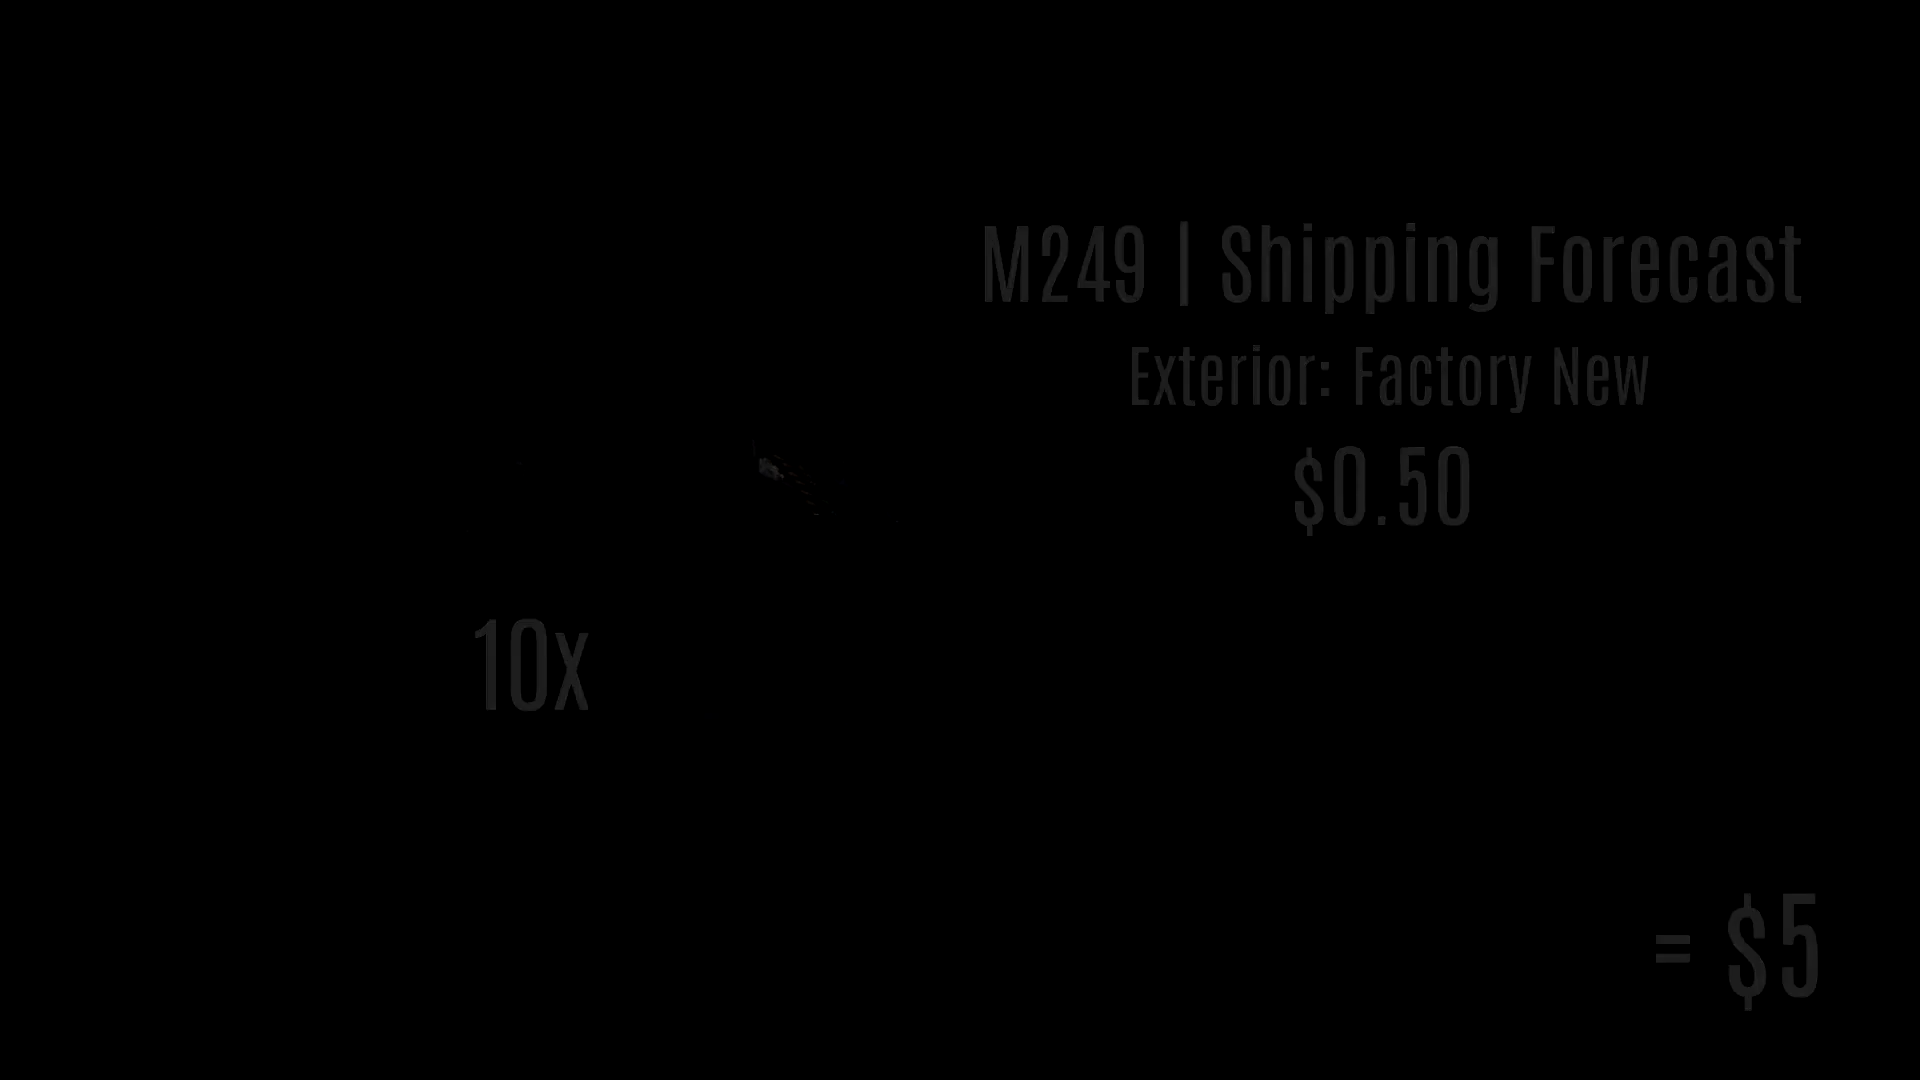 M249 | Shipping Forecast
Exterior: Factory New
$0.50
10x
= $5